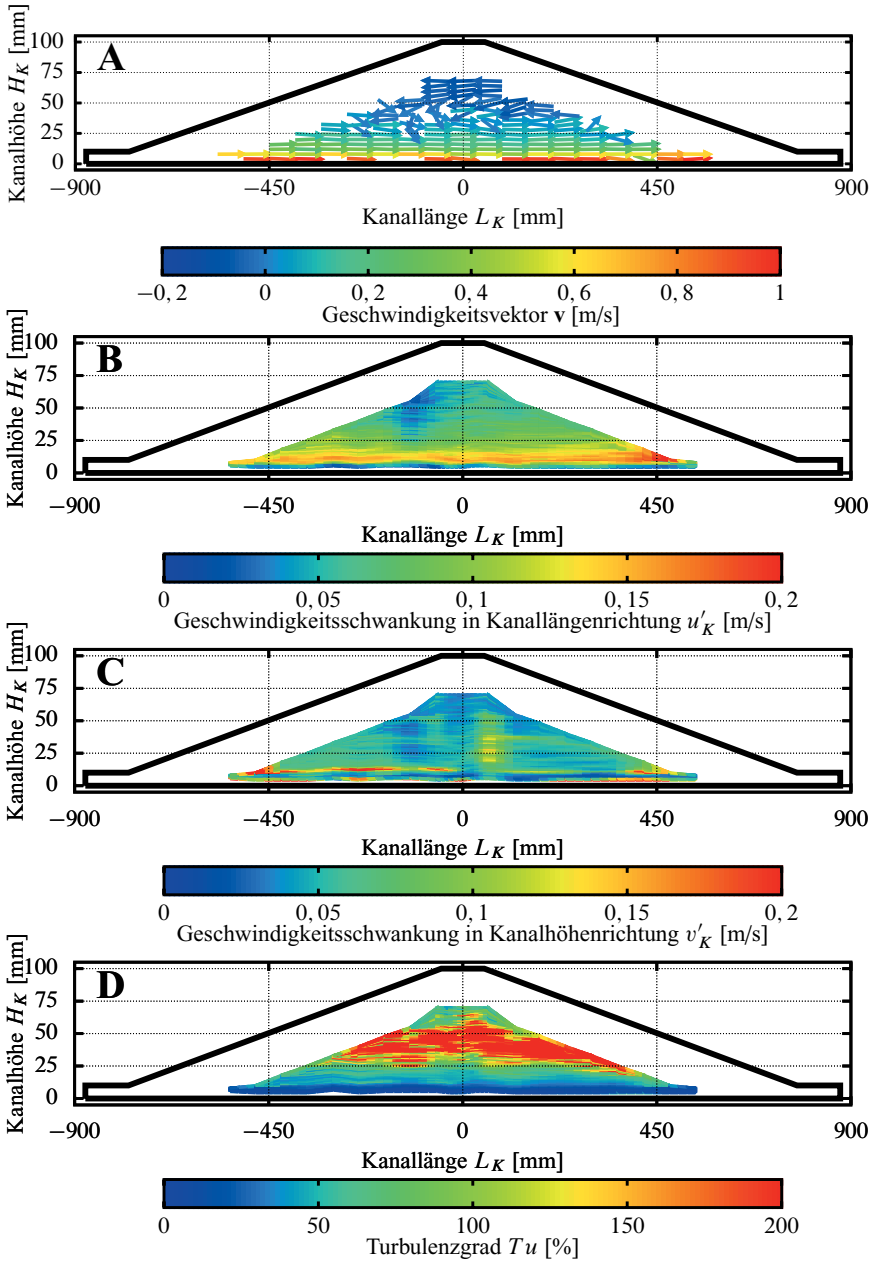 A
Kanalhöhe H_K [mm]
100
75
50
25
0
−900 −450 0 450 900
Kanallänge L_K [mm]
−0,2 0 0,2 0,4 0,6 0,8 1
Geschwindigkeitsvektor v [m/s]
B
Kanalhöhe H_K [mm]
100
75
50
25
0
−900 −450 0 450 900
Kanallänge L_K [mm]
0 0,05 0,1 0,15 0,2
Geschwindigkeitsschwankung in Kanallängenrichtung u′_K [m/s]
C
Kanalhöhe H_K [mm]
100
75
50
25
0
−900 −450 0 450 900
Kanallänge L_K [mm]
0 0,05 0,1 0,15 0,2
Geschwindigkeitsschwankung in Kanalhöhenrichtung v′_K [m/s]
D
Kanalhöhe H_K [mm]
100
75
50
25
0
−900 −450 0 450 900
Kanallänge L_K [mm]
0 50 100 150 200
Turbulenzgrad Tu [%]